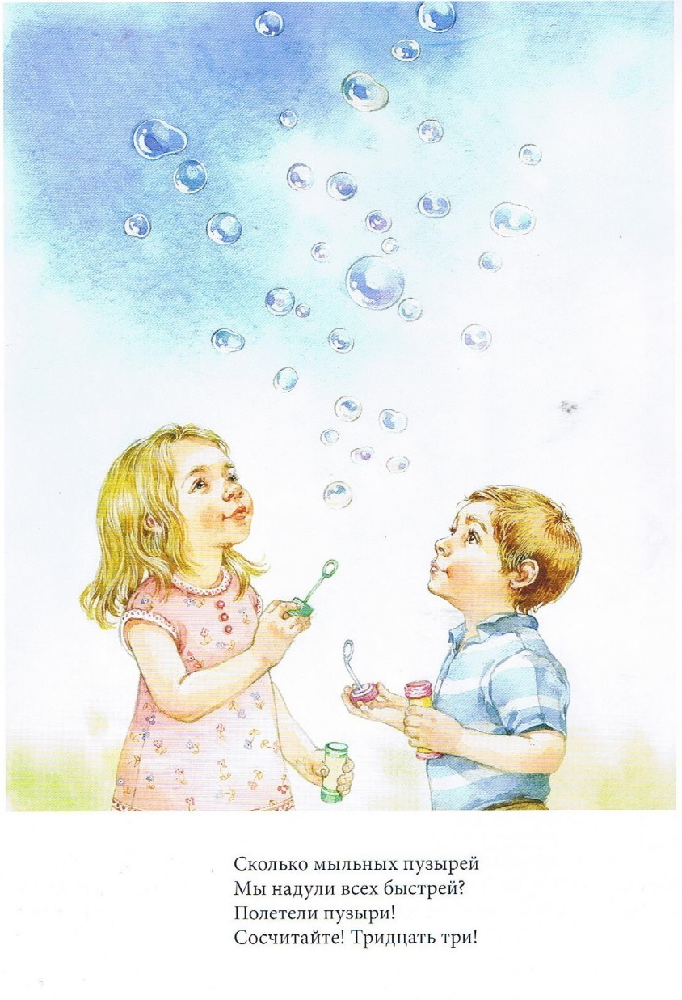 Сколько мыльных пузырей
Мы надули всех быстрей?
Полетели пузыри!
Сосчитайте! Тридцать три!